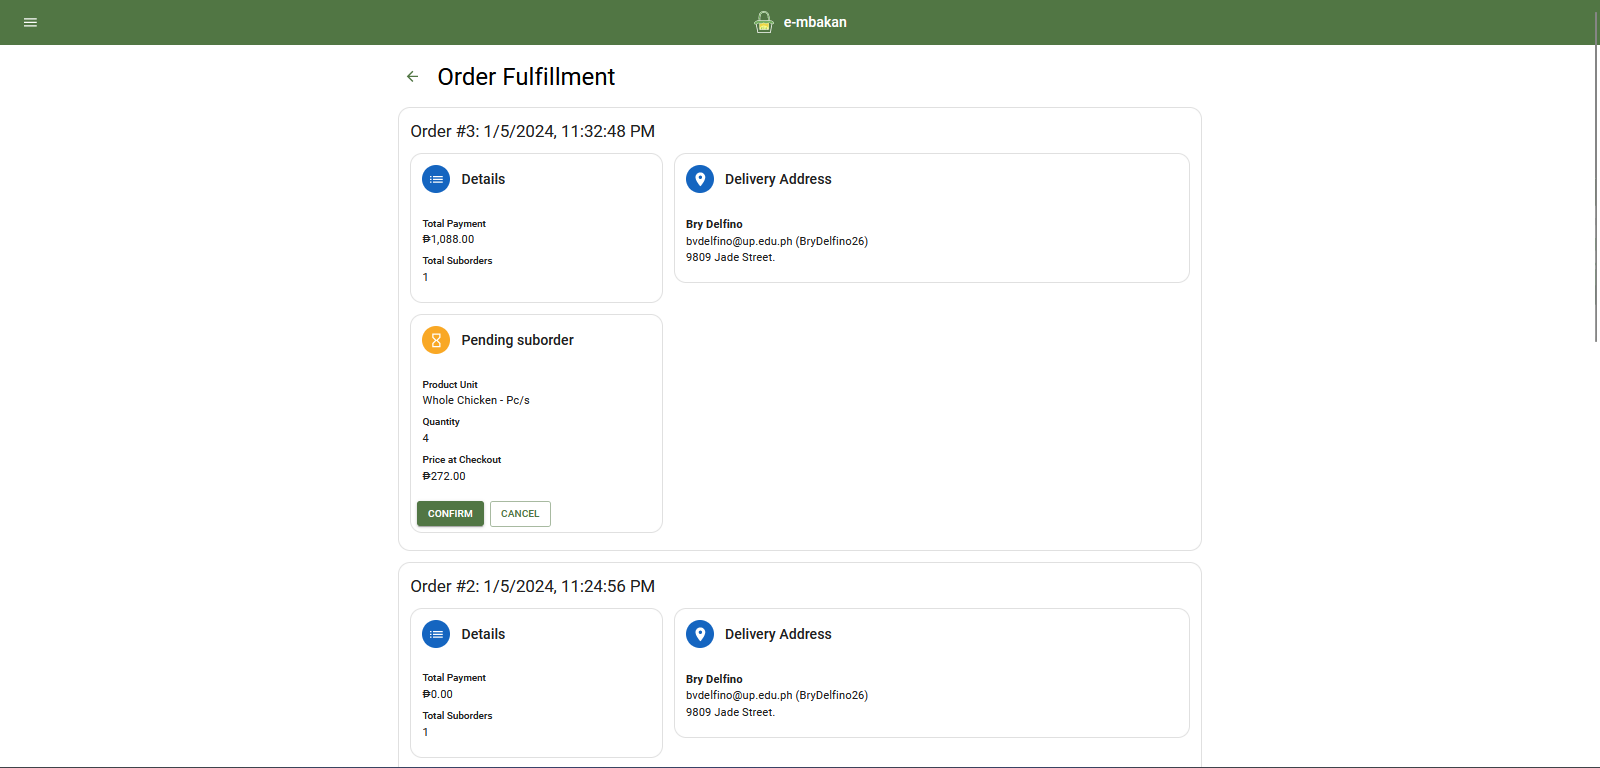 e-mbakan
Order Fulfillment
Order #3: 1/5/2024, 11:32:48 PM
Details
Total Payment
₱1,088.00
Total Suborders
1
Delivery Address
Bry Delfino
bvdelfino@up.edu.ph (BryDelfino26)
9809 Jade Street.
Pending suborder
Product Unit
Whole Chicken - Pc/s
Quantity
4
Price at Checkout
₱272.00
CONFIRM CANCEL
Order #2: 1/5/2024, 11:24:56 PM
Details
Total Payment
₱0.00
Total Suborders
1
Delivery Address
Bry Delfino
bvdelfino@up.edu.ph (BryDelfino26)
9809 Jade Street.